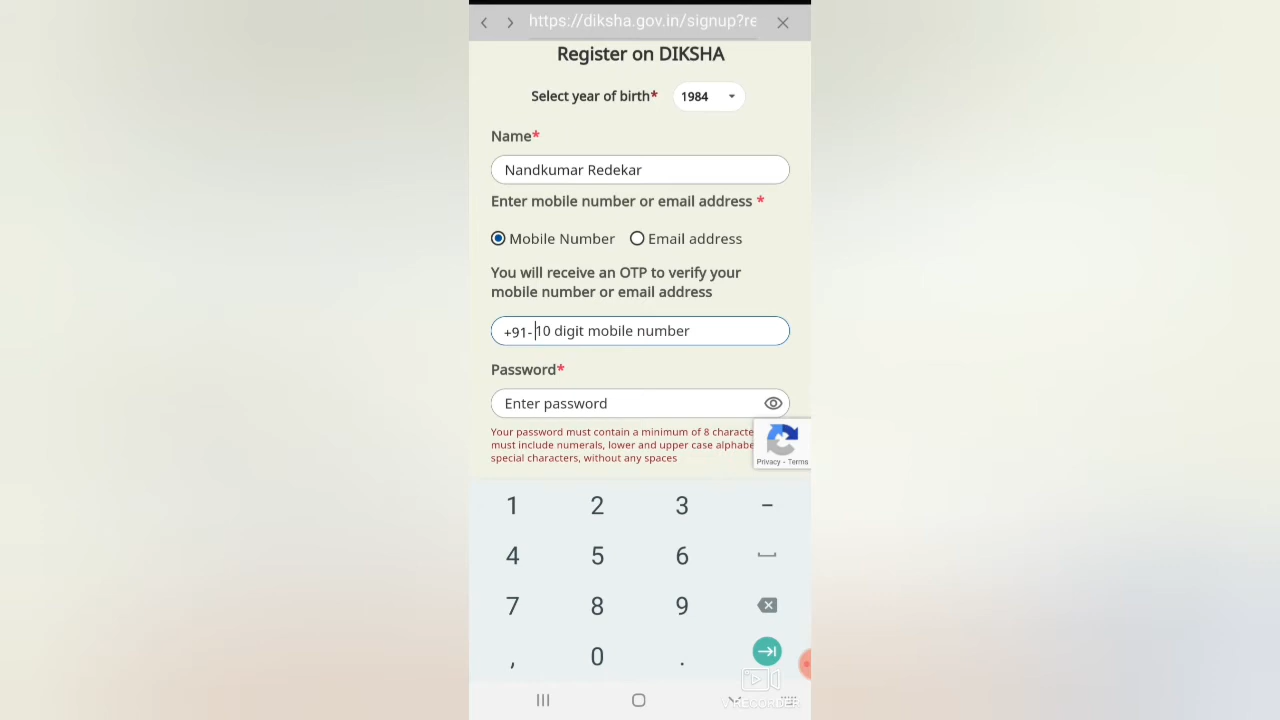 https://diksha.gov.in/signup?re
Register on DIKSHA
Select year of birth* 1984
Name*
Nandkumar Redekar
Enter mobile number or email address *
Mobile Number Email address
You will receive an OTP to verify your
mobile number or email address
+91- 10 digit mobile number
Password*
Enter password
Your password must contain a minimum of 8 characte
must include numerals, lower and upper case alphabe
special characters, without any spaces
Privacy - Terms
1 2 3 -
4 5 6
7 8 9
, 0 .